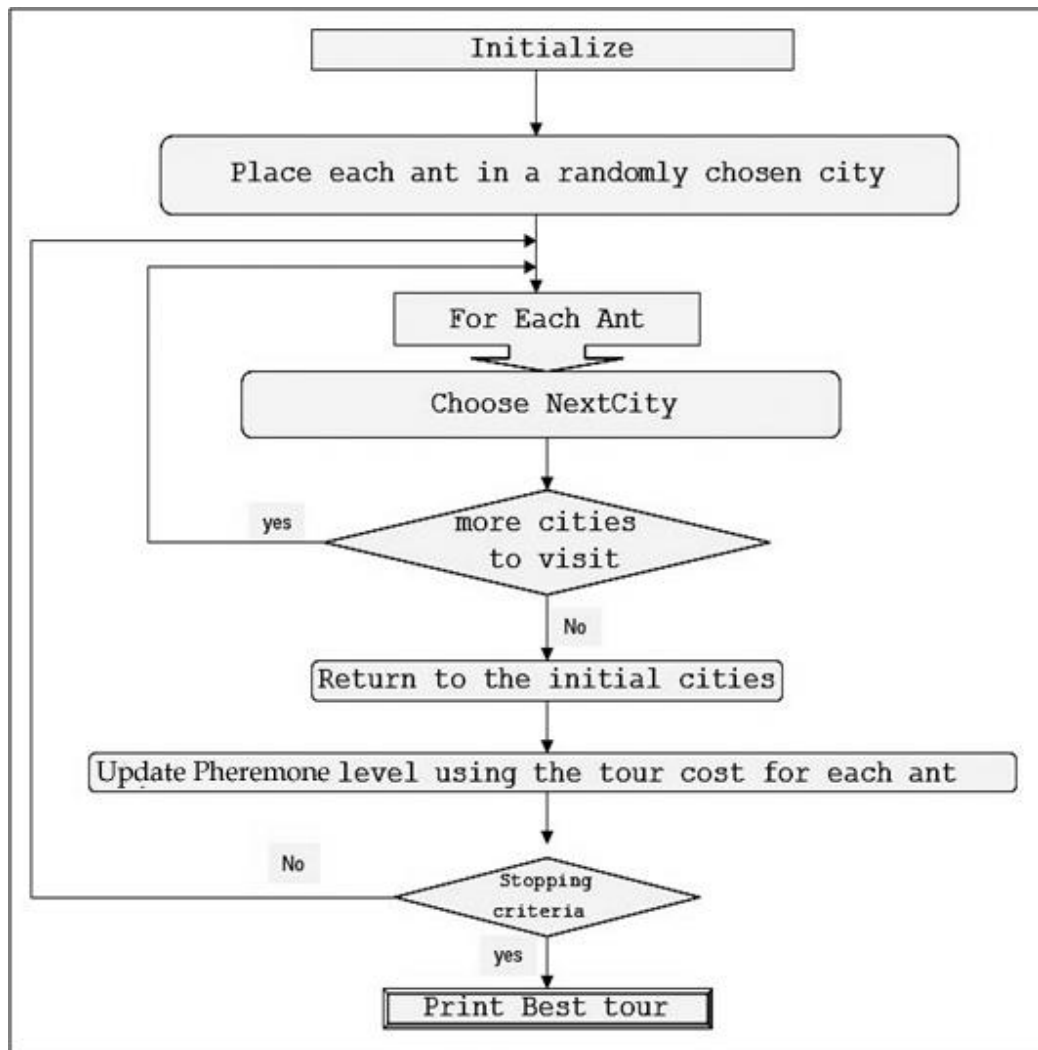 Initialize
Place each ant in a randomly chosen city
For Each Ant
Choose NextCity
more cities
to visit
yes
No
Return to the initial cities
Update Pheremone level using the tour cost for each ant
Stopping
criteria
No
yes
Print Best tour